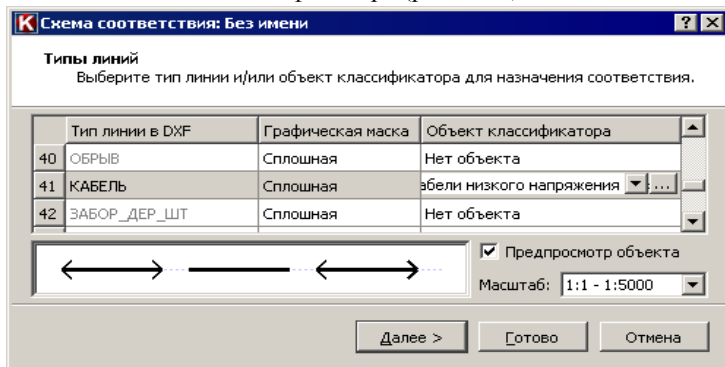 Схема соответствия: Без имени
Типы линий
Выберите тип линии и/или объект классификатора для назначения соответствия.
Тип линии в DXF Графическая маска Объект классификатора
40 ОБРЫВ Сплошная Нет объекта
41 КАБЕЛЬ Сплошная абели низкого напряжения ...
42 ЗАБОР_ДЕР_ШТ Сплошная Нет объекта
Предпросмотр объекта
Масштаб: 1:1 - 1:5000
Далее > Готово Отмена